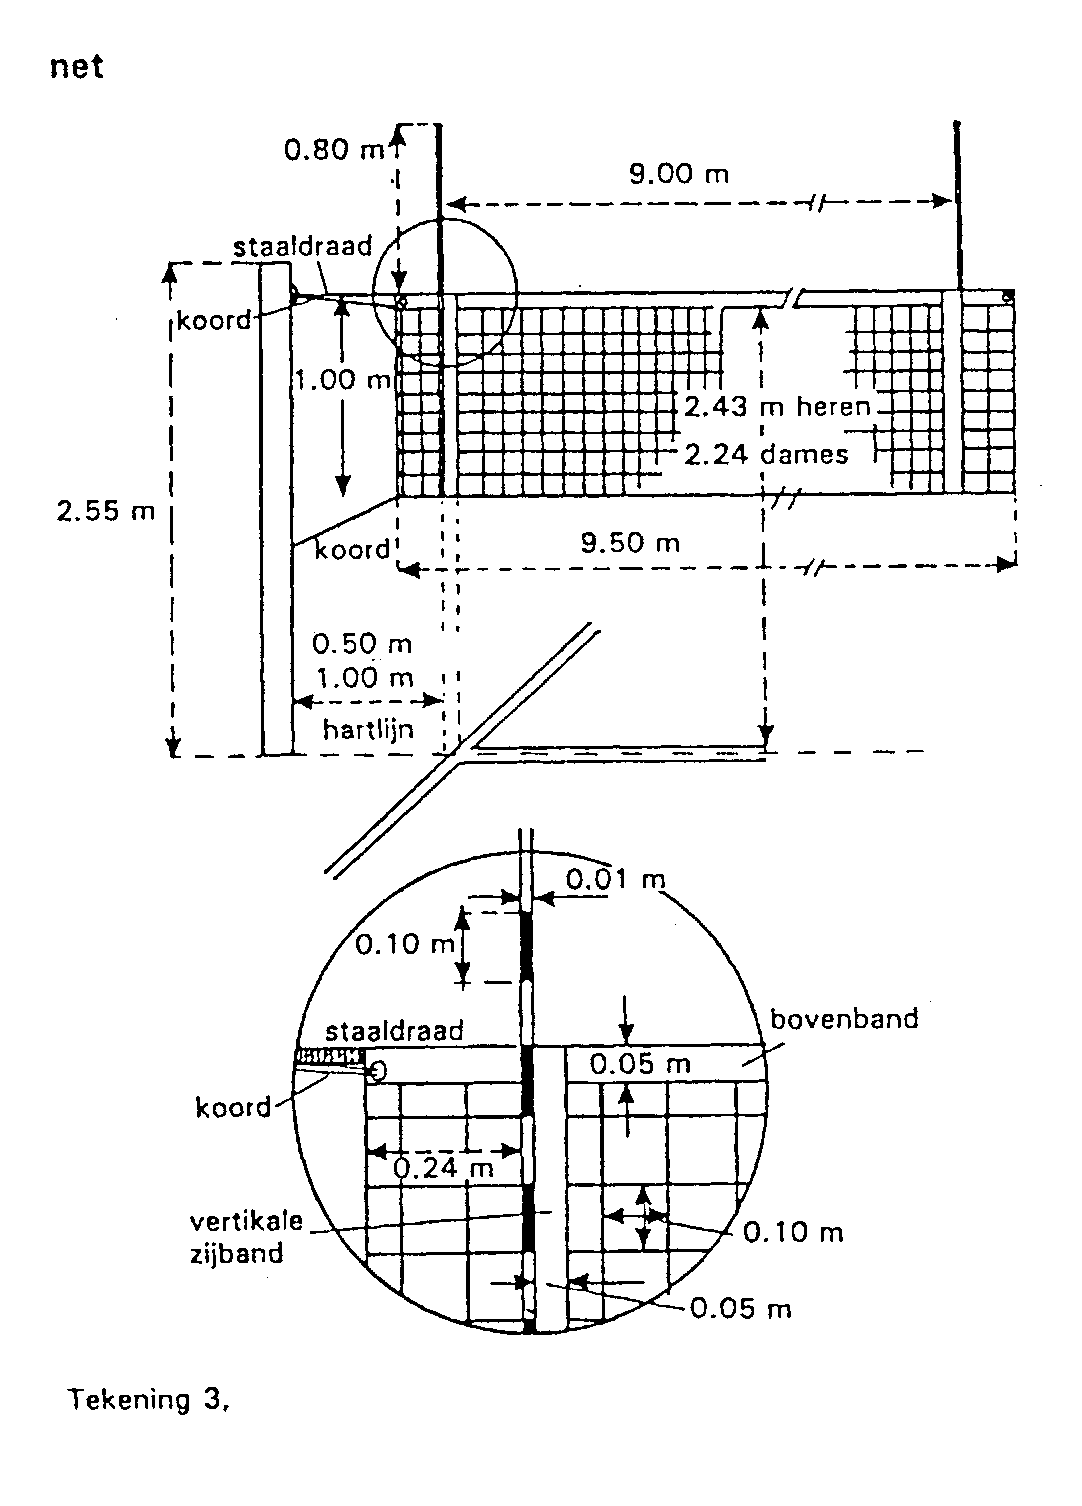 net
0.80 m
9.00 m
staaldraad
koord
1.00 m
2.43 m heren
2.24 dames
2.55 m
koord
9.50 m
0.50 m
1.00 m
hartlijn
0.01 m
0.10 m
staaldraad
bovenband
0.05 m
koord
0.24 m
vertikale
zijband
0.10 m
0.05 m
Tekening 3,